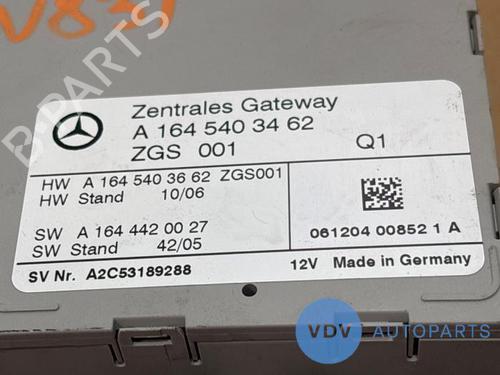 V83
B-PARTS
Zentrales Gateway
A 164 540 34 62
ZGS 001 Q1
HW A 164 540 36 62 ZGS001
HW Stand 10/06
SW A 164 442 00 27
SW Stand 42/05
061204 00852 1 A
SV Nr. A2C53189288
12V Made in Germany
VDV AUTOPARTS